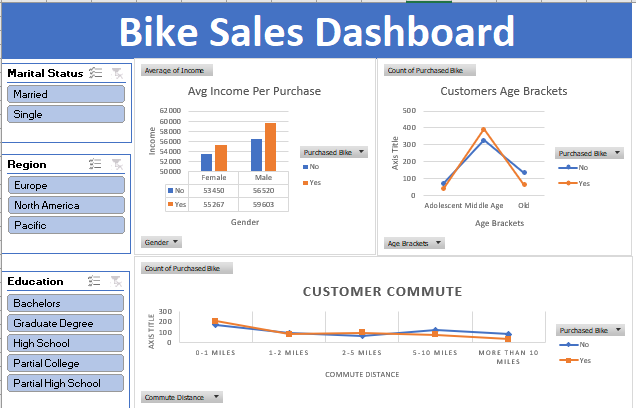 Bike Sales Dashboard
Marital Status
Married
Single
Region
Europe
North America
Pacific
Education
Bachelors
Graduate Degree
High School
Partial College
Partial High School
Average of Income
Avg Income Per Purchase
Income
62000
60000
58000
56000
54000
52000
50000
Female Male
No 53450 56520
Yes 55267 59603
Gender
Purchased Bike
No
Yes
Gender
Count of Purchased Bike
Customers Age Brackets
Axis Title
500
400
300
200
100
0
Adolescent Middle Age Old
Age Brackets
Purchased Bike
No
Yes
Age Brackets
Count of Purchased Bike
CUSTOMER COMMUTE
AXIS TITLE
300
200
100
0
0-1 MILES 1-2 MILES 2-5 MILES 5-10 MILES MORE THAN 10
MILES
COMMUTE DISTANCE
Purchased Bike
No
Yes
Commute Distance